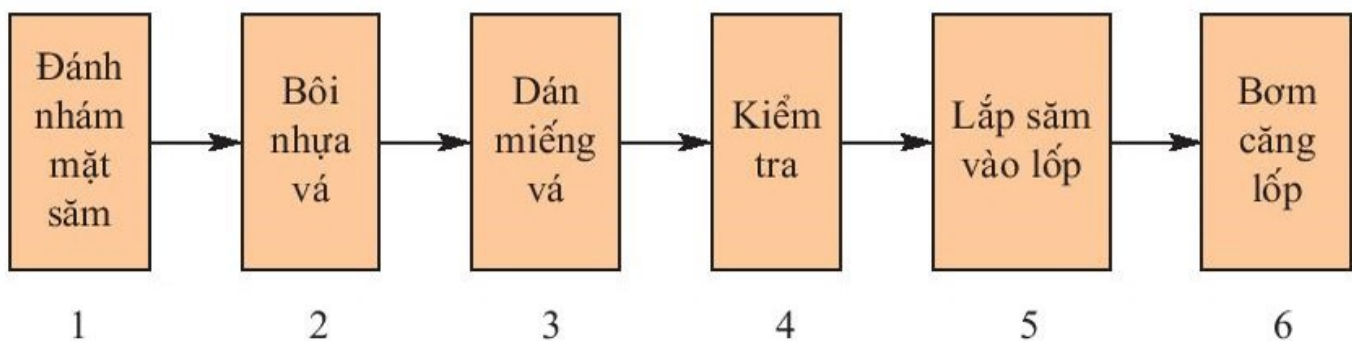 Đánh
nhám
mặt
săm
Bôi
nhựa
vá
Dán
miếng
vá
Kiểm
tra
Lắp săm
vào lốp
Bơm
căng
lốp
1
2
3
4
5
6